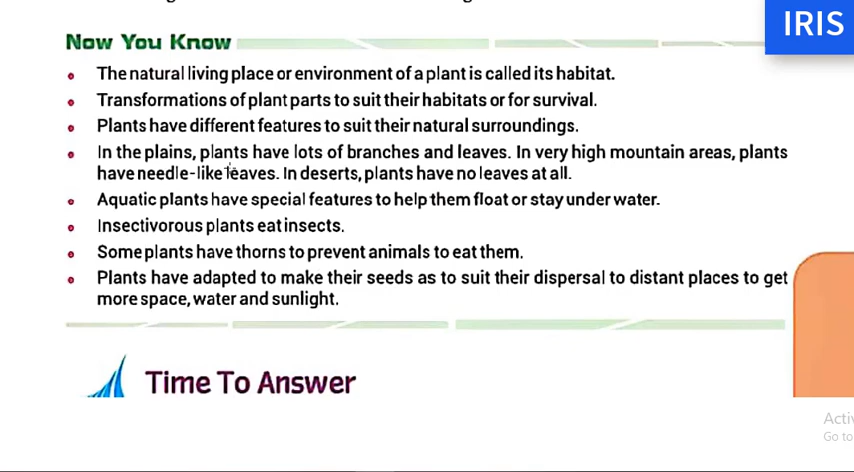 IRIS
Now You Know
The natural living place or environment of a plant is called its habitat.
Transformations of plant parts to suit their habitats or for survival.
Plants have different features to suit their natural surroundings.
In the plains, plants have lots of branches and leaves. In very high mountain areas, plants
have needle-like leaves. In deserts, plants have no leaves at all.
Aquatic plants have special features to help them float or stay under water.
Insectivorous plants eat insects.
Some plants have thorns to prevent animals to eat them.
Plants have adapted to make their seeds as to suit their dispersal to distant places to get
more space, water and sunlight.
Time To Answer
Go to